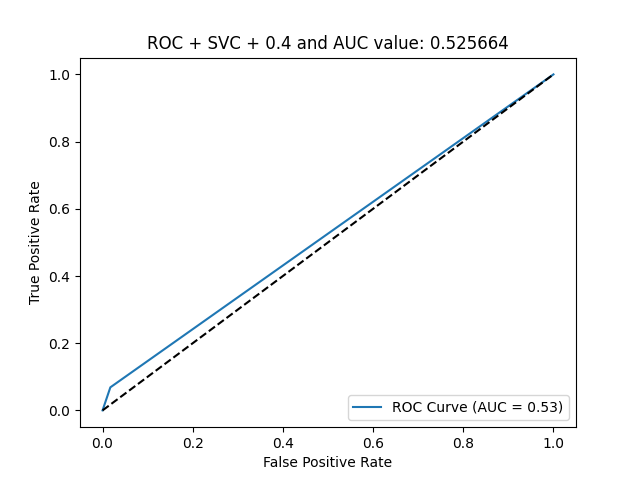 ROC + SVC + 0.4 and AUC value: 0.525664
True Positive Rate
1.0
0.8
0.6
0.4
0.2
0.0
ROC Curve (AUC = 0.53)
0.0 0.2 0.4 0.6 0.8 1.0
False Positive Rate